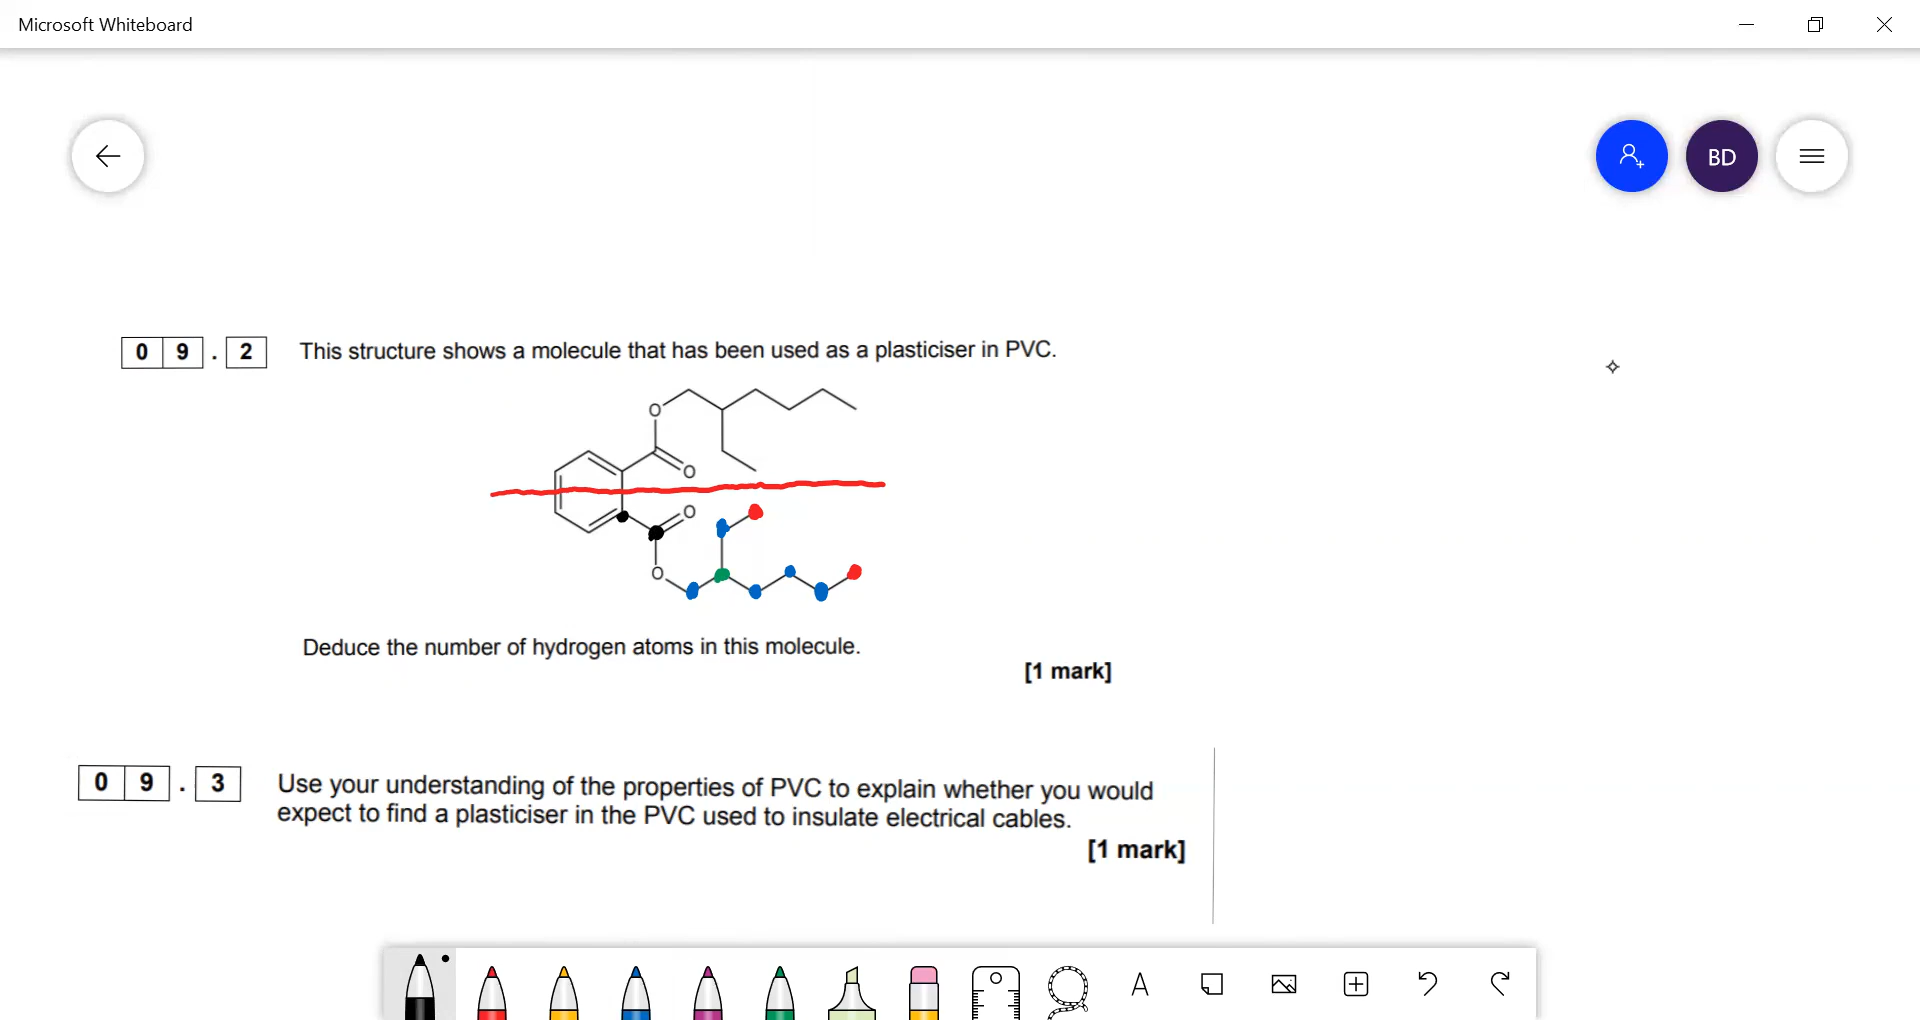 Microsoft Whiteboard
BD
0 9 . 2 This structure shows a molecule that has been used as a plasticiser in PVC.
O
O
O
O
Deduce the number of hydrogen atoms in this molecule.
[1 mark]
0 9 . 3 Use your understanding of the properties of PVC to explain whether you would
expect to find a plasticiser in the PVC used to insulate electrical cables.
[1 mark]
A